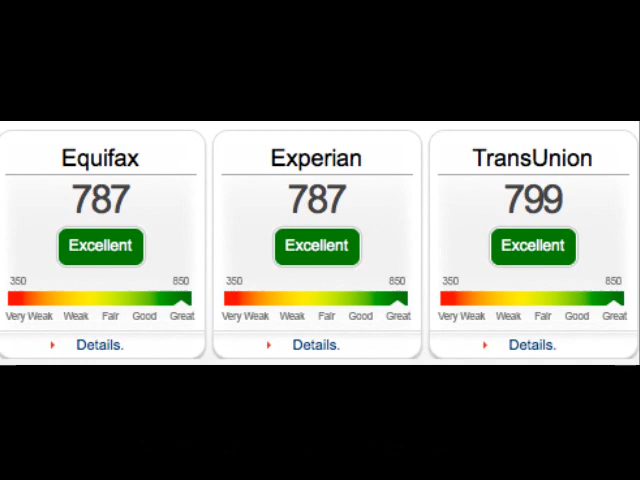 Equifax
787
Excellent
350 850
Very Weak Weak Fair Good Great
Details.
Experian
787
Excellent
350 850
Very Weak Weak Fair Good Great
Details.
TransUnion
799
Excellent
350 850
Very Weak Weak Fair Good Great
Details.